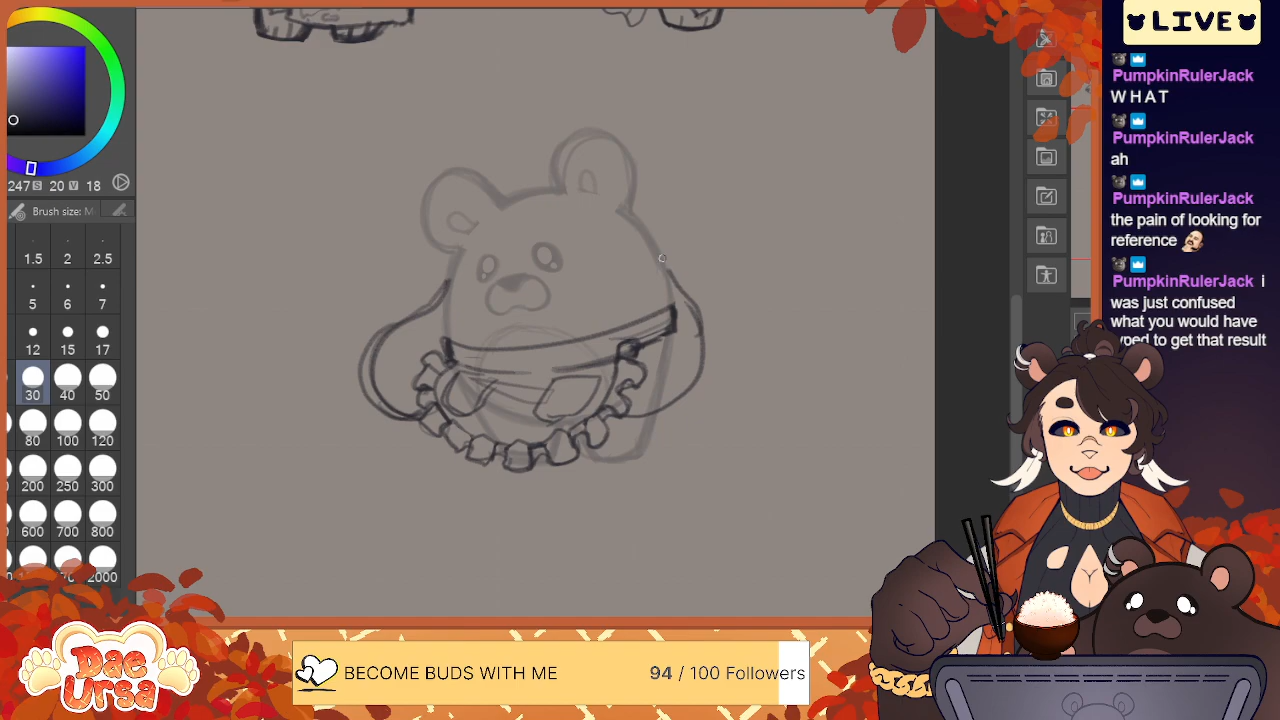 LIVE
PumpkinRulerJack
W H A T
PumpkinRulerJack
ah
PumpkinRulerJack
the pain of looking for
reference
PumpkinRulerJack i
was just confused
what you would have
typed to get that result
247 S 20 V 18
Brush size: M
1.5 2 2.5
5 6 7
12 15 17
30 40 50
80 100 120
200 250 300
600 700 800
2000
Dae
Ursa
BECOME BUDS WITH ME
94 / 100 Followers